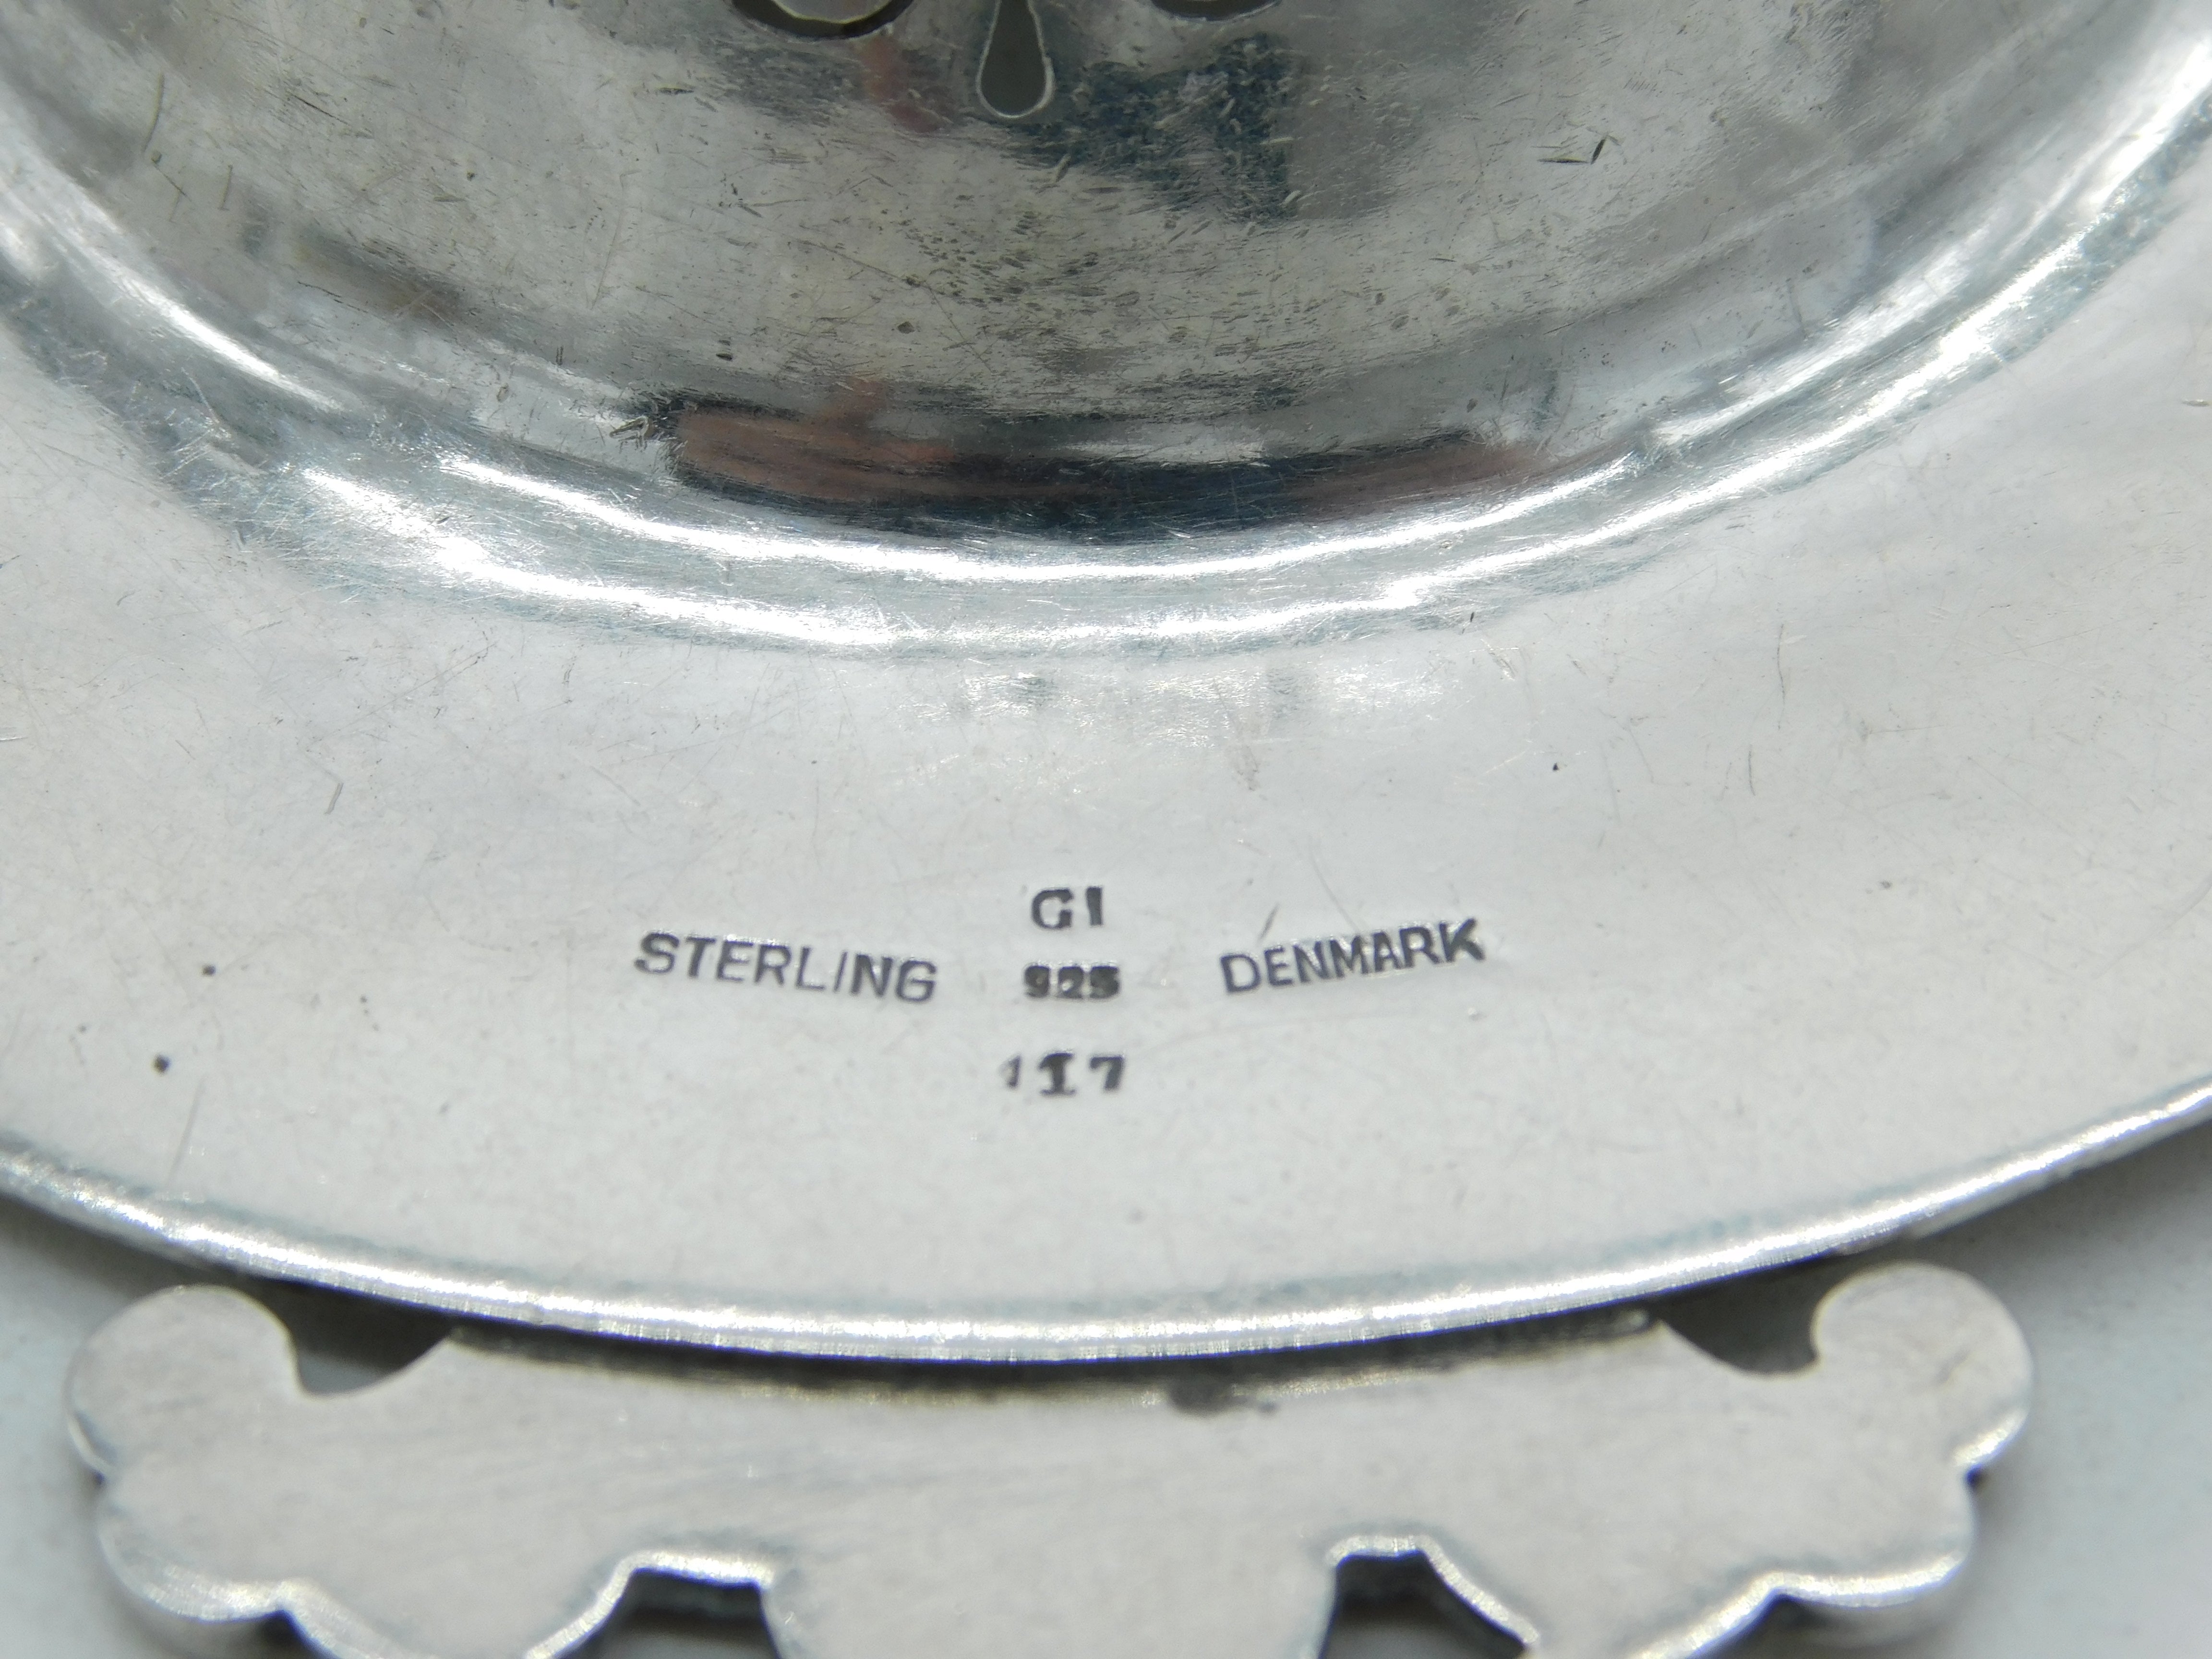 GI
STERLING 925 DENMARK
117